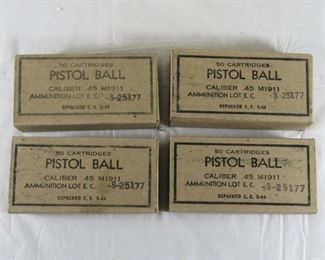 50 CARTRIDGES
PISTOL BALL
CALIBER .45 M1911
AMMUNITION LOT E. C. -S-25177
REPACKED E. C. 5-44
50 CARTRIDGES
PISTOL BALL
CALIBER .45 M1911
AMMUNITION LOT E. C. -S-25177
REPACKED E. C. 5-44
50 CARTRIDGES
PISTOL BALL
CALIBER .45 M1911
AMMUNITION LOT E. C. -S-25177
REPACKED E. C. 5-44
50 CARTRIDGES
PISTOL BALL
CALIBER .45 M1911
AMMUNITION LOT E. C. -S-25177
REPACKED E. C. 5-44